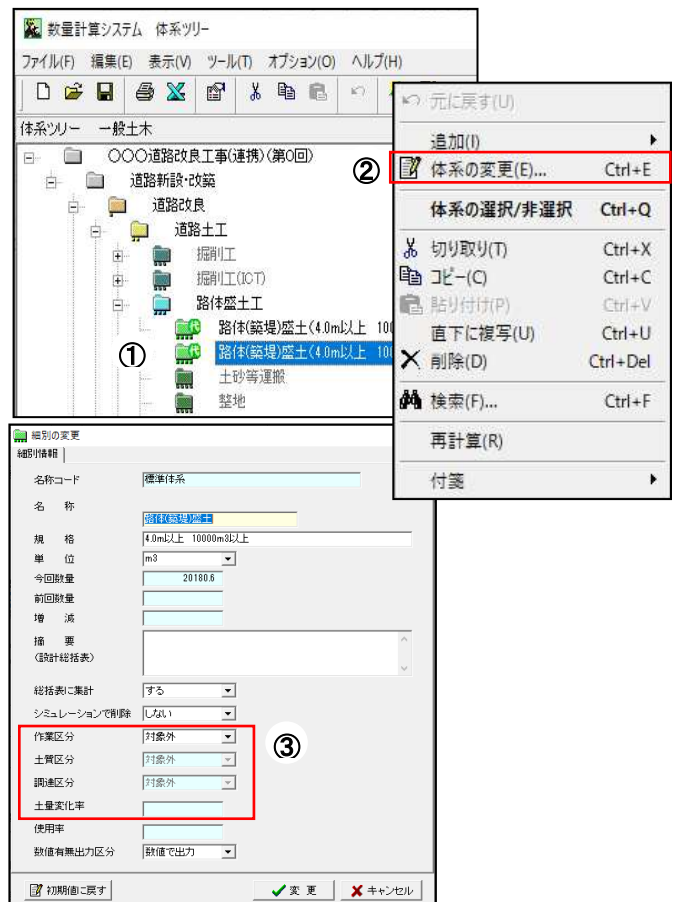 数量計算システム 体系ツリー
ファイル(F) 編集(E) 表示(V) ツール(T) オプション(O) ヘルプ(H)
体系ツリー 一般土木
〇〇〇道路改良工事(連携)(第0回)
道路新設・改築
道路改良
道路土工
掘削工
掘削工(ICT)
路体盛土工
路体(築堤)盛土(4.0m以上 100
①
路体(築堤)盛土(4.0m以上 100
土砂等運搬
整地
元に戻す(U)
追加(I)
②
体系の変更(E)... Ctrl+E
体系の選択/非選択 Ctrl+Q
切り取り(T) Ctrl+X
コピー(C) Ctrl+C
貼り付け(P) Ctrl+V
直下に複写(U) Ctrl+U
削除(D) Ctrl+Del
検索(F)... Ctrl+F
再計算(R)
付箋
細別の変更
細別情報
名称コード 標準体系
名 称 路体(築堤)盛土
規 格 4.0m以上 10000m3以上
単 位 m3
今回数量 20180.6
前回数量
増 減
摘 要
(設計総括表)
総括表に集計 する
シミュレーションで削除 しない
作業区分 対象外
③
土質区分 対象外
調達区分 対象外
土量変化率
使用率
数値有無出力区分 数値で出力
初期値に戻す 変 更 キャンセル